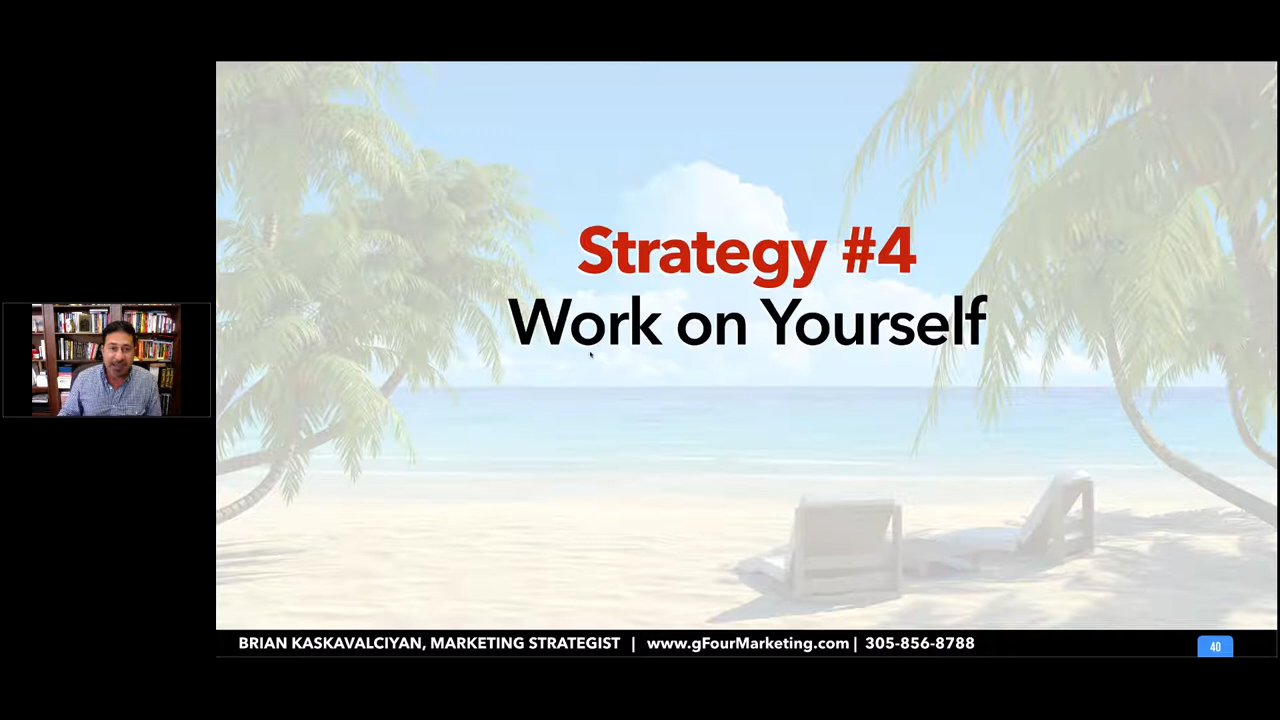 Strategy #4
Work on Yourself
BRIAN KASKAVALCIYAN, MARKETING STRATEGIST | www.gFourMarketing.com | 305-856-8788
40